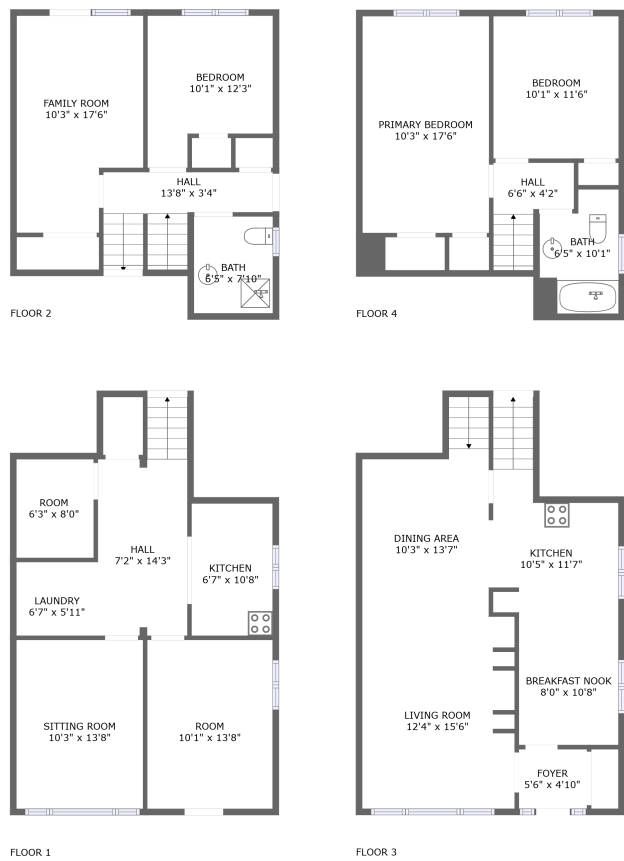 FAMILY ROOM
10'3" x 17'6"
BEDROOM
10'1" x 12'3"
HALL
13'8" x 3'4"
BATH
6'5" x 7'10"
FLOOR 2
PRIMARY BEDROOM
10'3" x 17'6"
BEDROOM
10'1" x 11'6"
HALL
6'6" x 4'2"
BATH
6'5" x 10'1"
FLOOR 4
ROOM
6'3" x 8'0"
HALL
7'2" x 14'3"
KITCHEN
6'7" x 10'8"
LAUNDRY
6'7" x 5'11"
SITTING ROOM
10'3" x 13'8"
ROOM
10'1" x 13'8"
FLOOR 1
DINING AREA
10'3" x 13'7"
KITCHEN
10'5" x 11'7"
BREAKFAST NOOK
8'0" x 10'8"
LIVING ROOM
12'4" x 15'6"
FOYER
5'6" x 4'10"
FLOOR 3